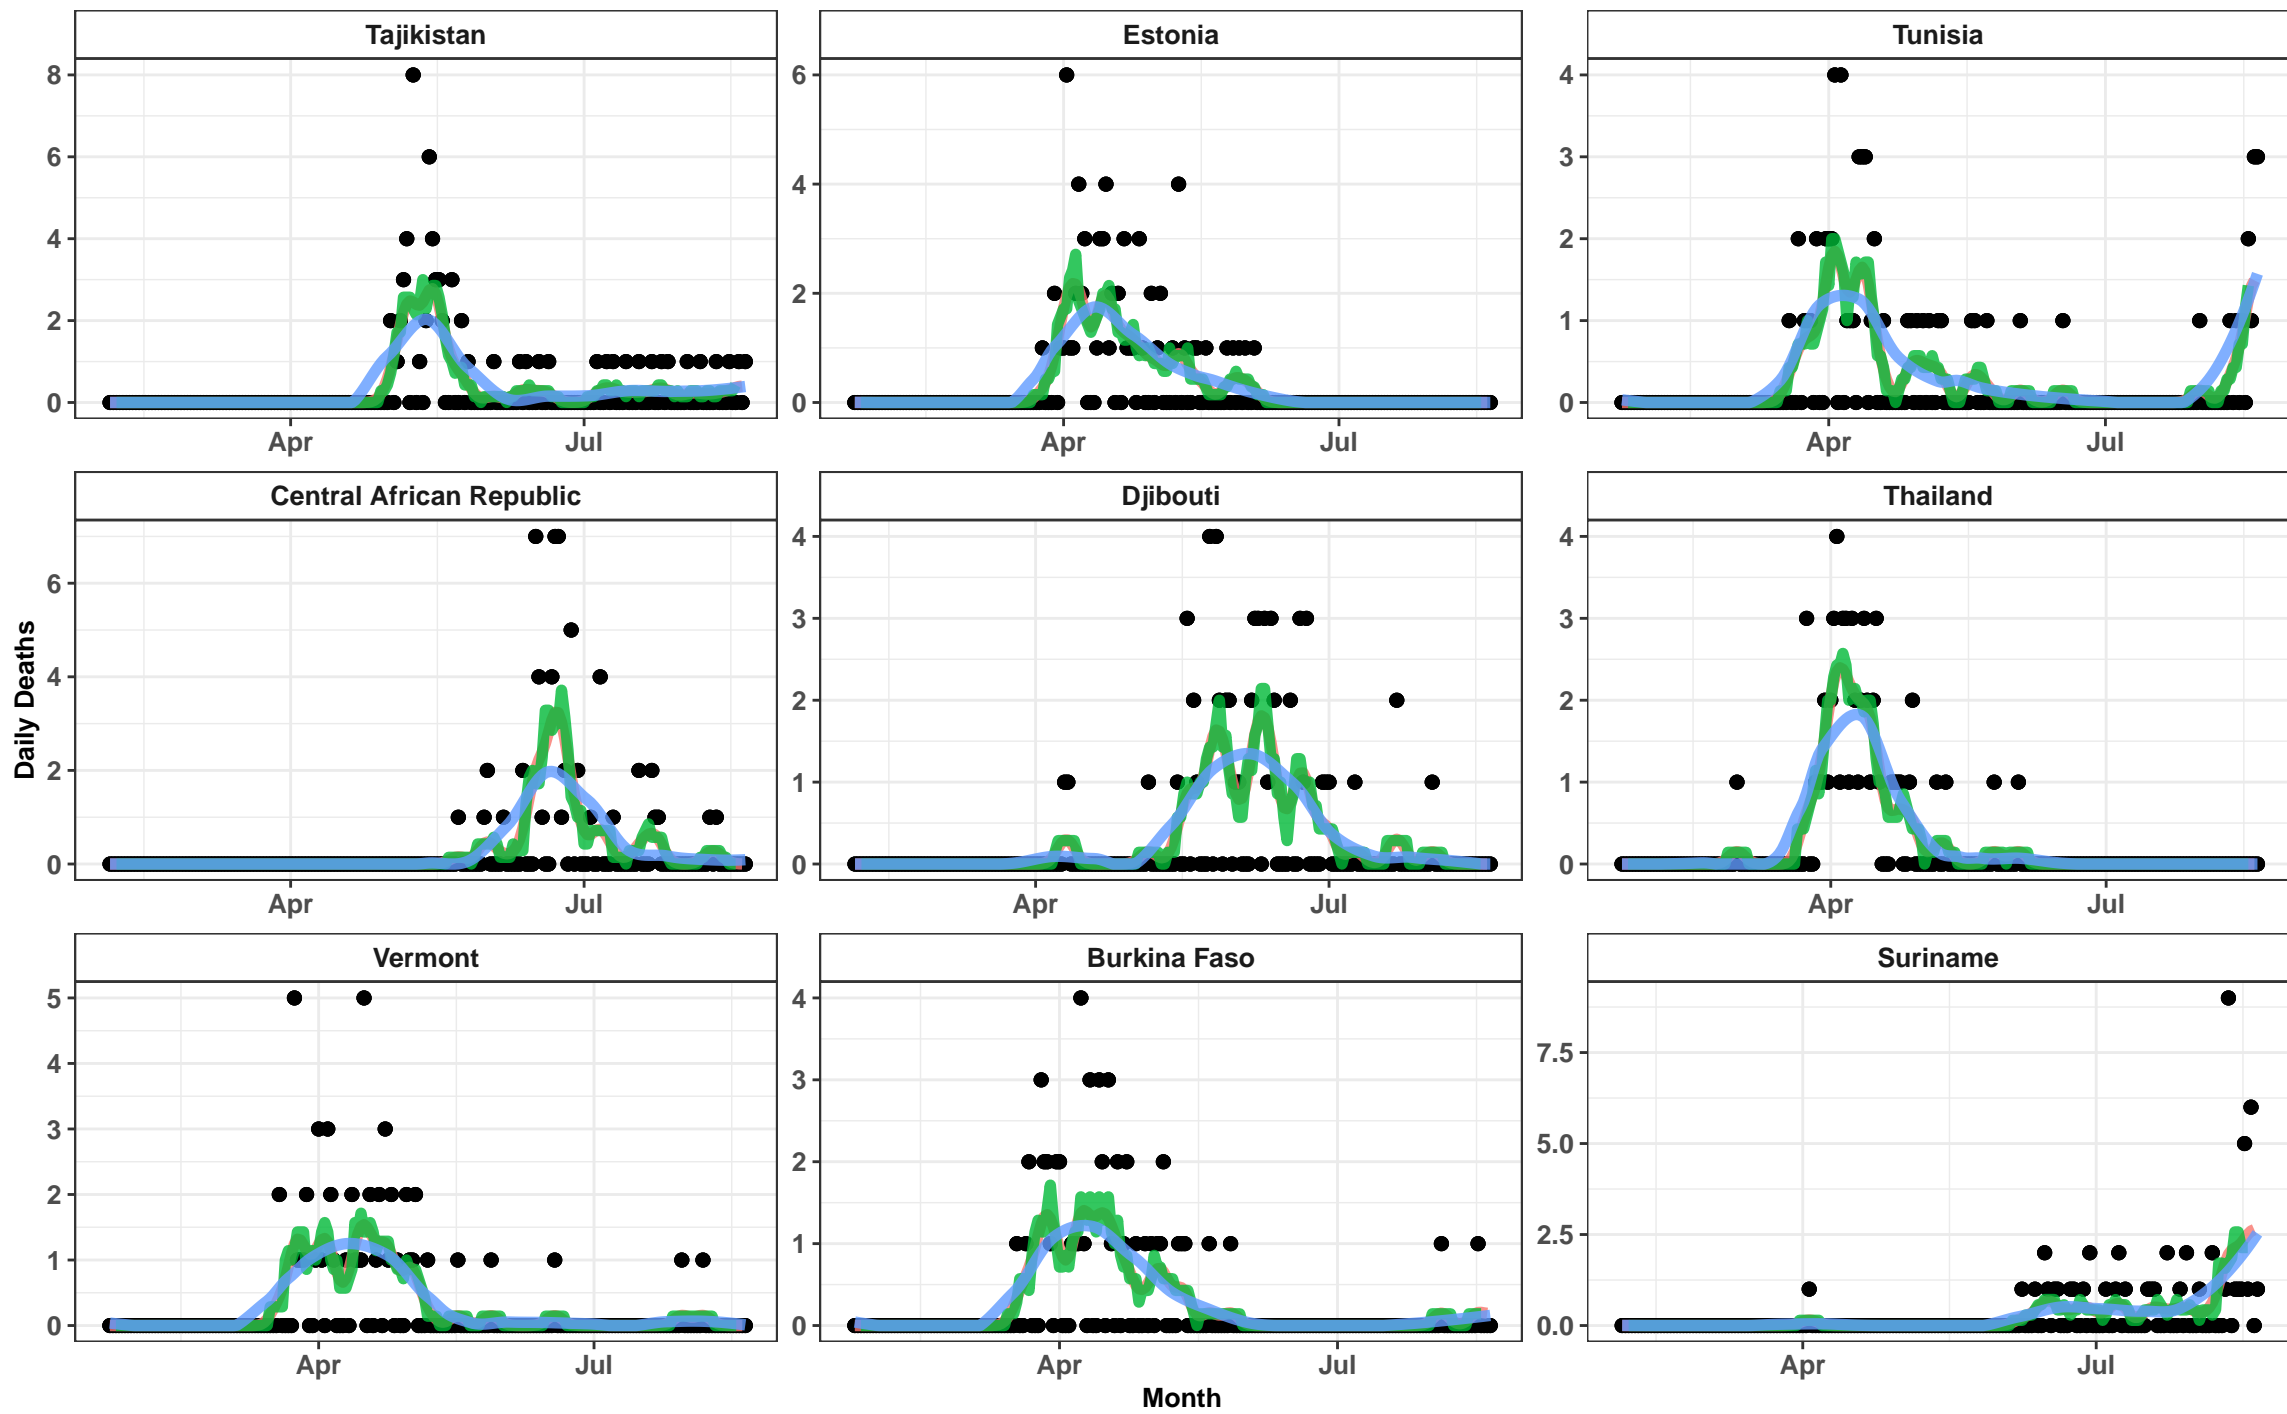 Tajikistan
Estonia
Tunisia
8
6
4
2
0
6
4
2
0
4
3
2
1
0
Apr Jul
Apr Jul
Apr Jul
Central African Republic
Djibouti
Thailand
6
4
2
0
4
3
2
1
0
4
3
2
1
0
Apr Jul
Apr Jul
Apr Jul
Daily Deaths
Vermont
Burkina Faso
Suriname
5
4
3
2
1
0
4
3
2
1
0
7.5
5.0
2.5
0.0
Apr Jul
Apr Jul
Apr Jul
Month